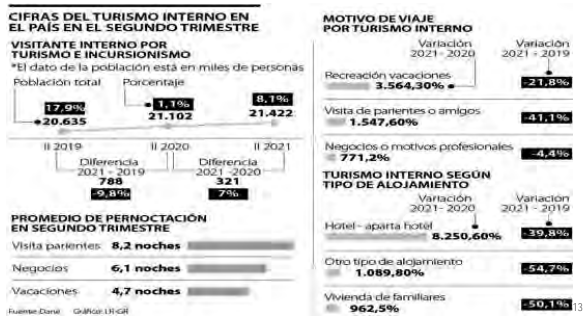 CIFRAS DEL TURISMO INTERNO EN
EL PAÍS EN EL SEGUNDO TRIMESTRE
VISITANTE INTERNO POR
TURISMO E INCURSIONISMO
*El dato de la población está en miles de personas
Población total Porcentaje
17,9% 1,1% 8,1%
20.635 21.102 21.422
II 2019 II 2020 II 2021
Diferencia
2021 - 2019
788
-9,8%
Diferencia
2021 -2020
321
7%
PROMEDIO DE PERNOCTACIÓN
EN SEGUNDO TRIMESTRE
Visita parientes 8,2 noches
Negocios 6,1 noches
Vacaciones 4,7 noches
Fuente: Dane Gráfico: LR-GR
MOTIVO DE VIAJE
POR TURISMO INTERNO
Variación
2021 - 2020
Variación
2021 - 2019
Recreación vacaciones
3.564,30% -21,8%
Visita de parientes o amigos
1.547,60% -41,1%
Negocios o motivos profesionales
771,2% -4,4%
TURISMO INTERNO SEGÚN
TIPO DE ALOJAMIENTO
Variación
2021- 2020
Variación
2021 - 2019
Hotel - aparta hotel
8.250,60% -39,8%
Otro tipo de alojamiento
1.089,80% -54,7%
Vivienda de familiares
962,5% -50,1%
13